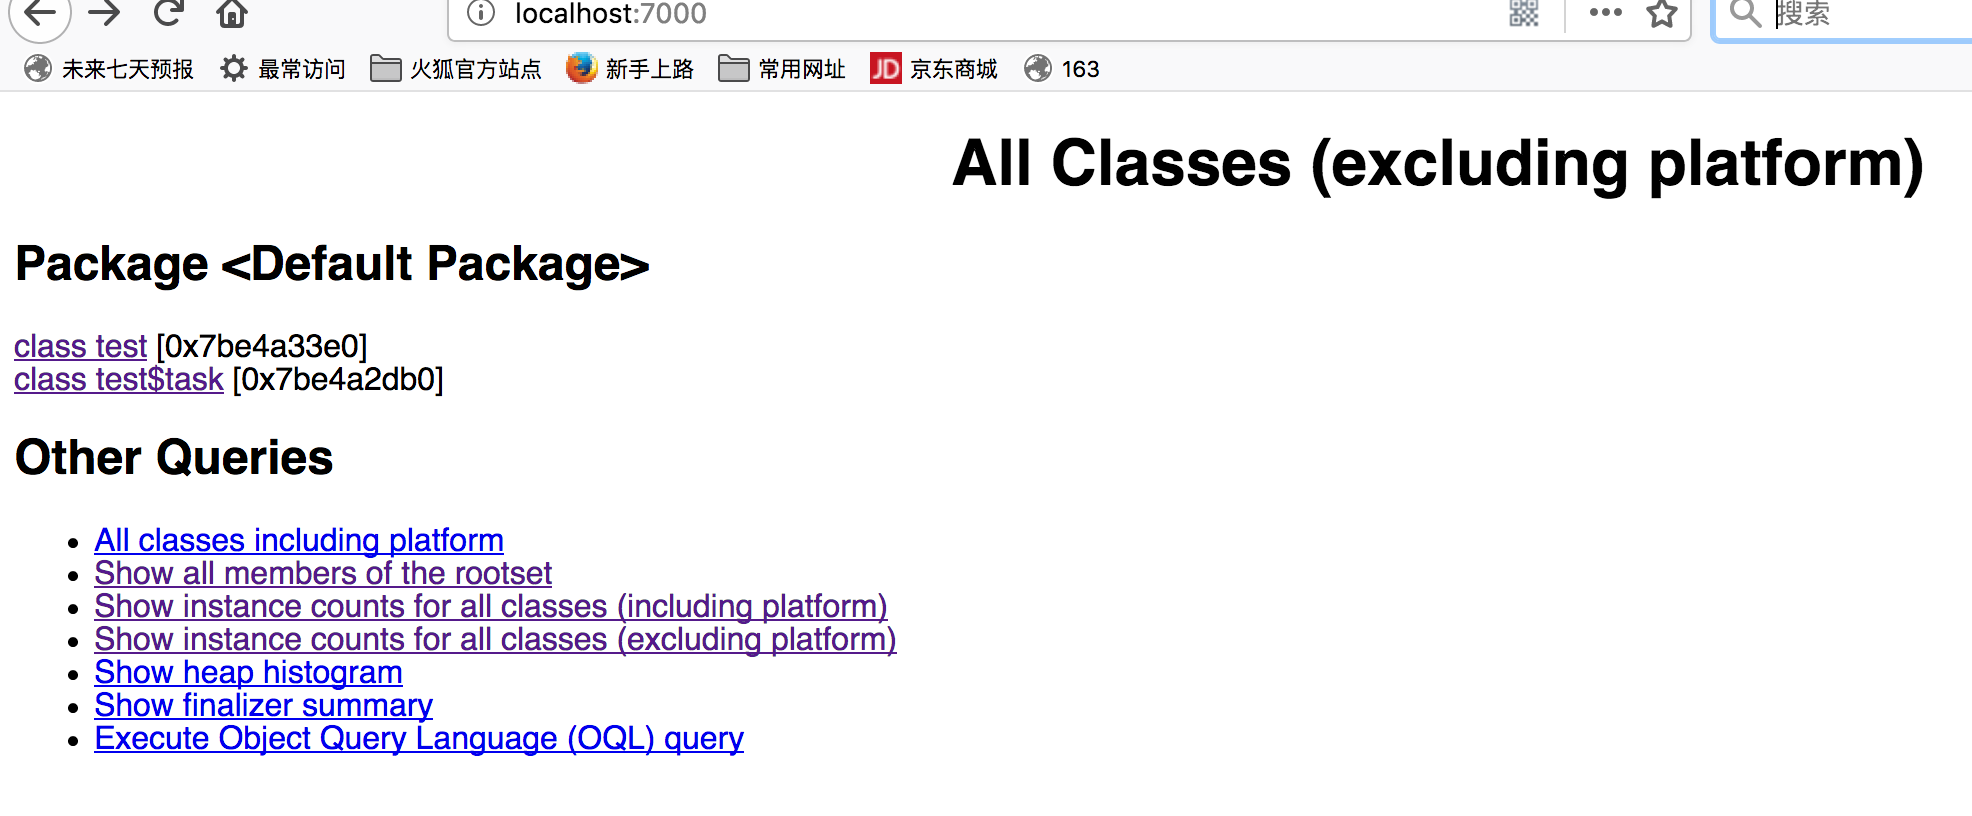 localhost:7000
搜索
未来七天预报 最常访问 火狐官方站点 新手上路 常用网址 JD 京东商城 163
All Classes (excluding platform)
Package <Default Package>
class test [0x7be4a33e0]
class test$task [0x7be4a2db0]
Other Queries
• All classes including platform
• Show all members of the rootset
• Show instance counts for all classes (including platform)
• Show instance counts for all classes (excluding platform)
• Show heap histogram
• Show finalizer summary
• Execute Object Query Language (OQL) query